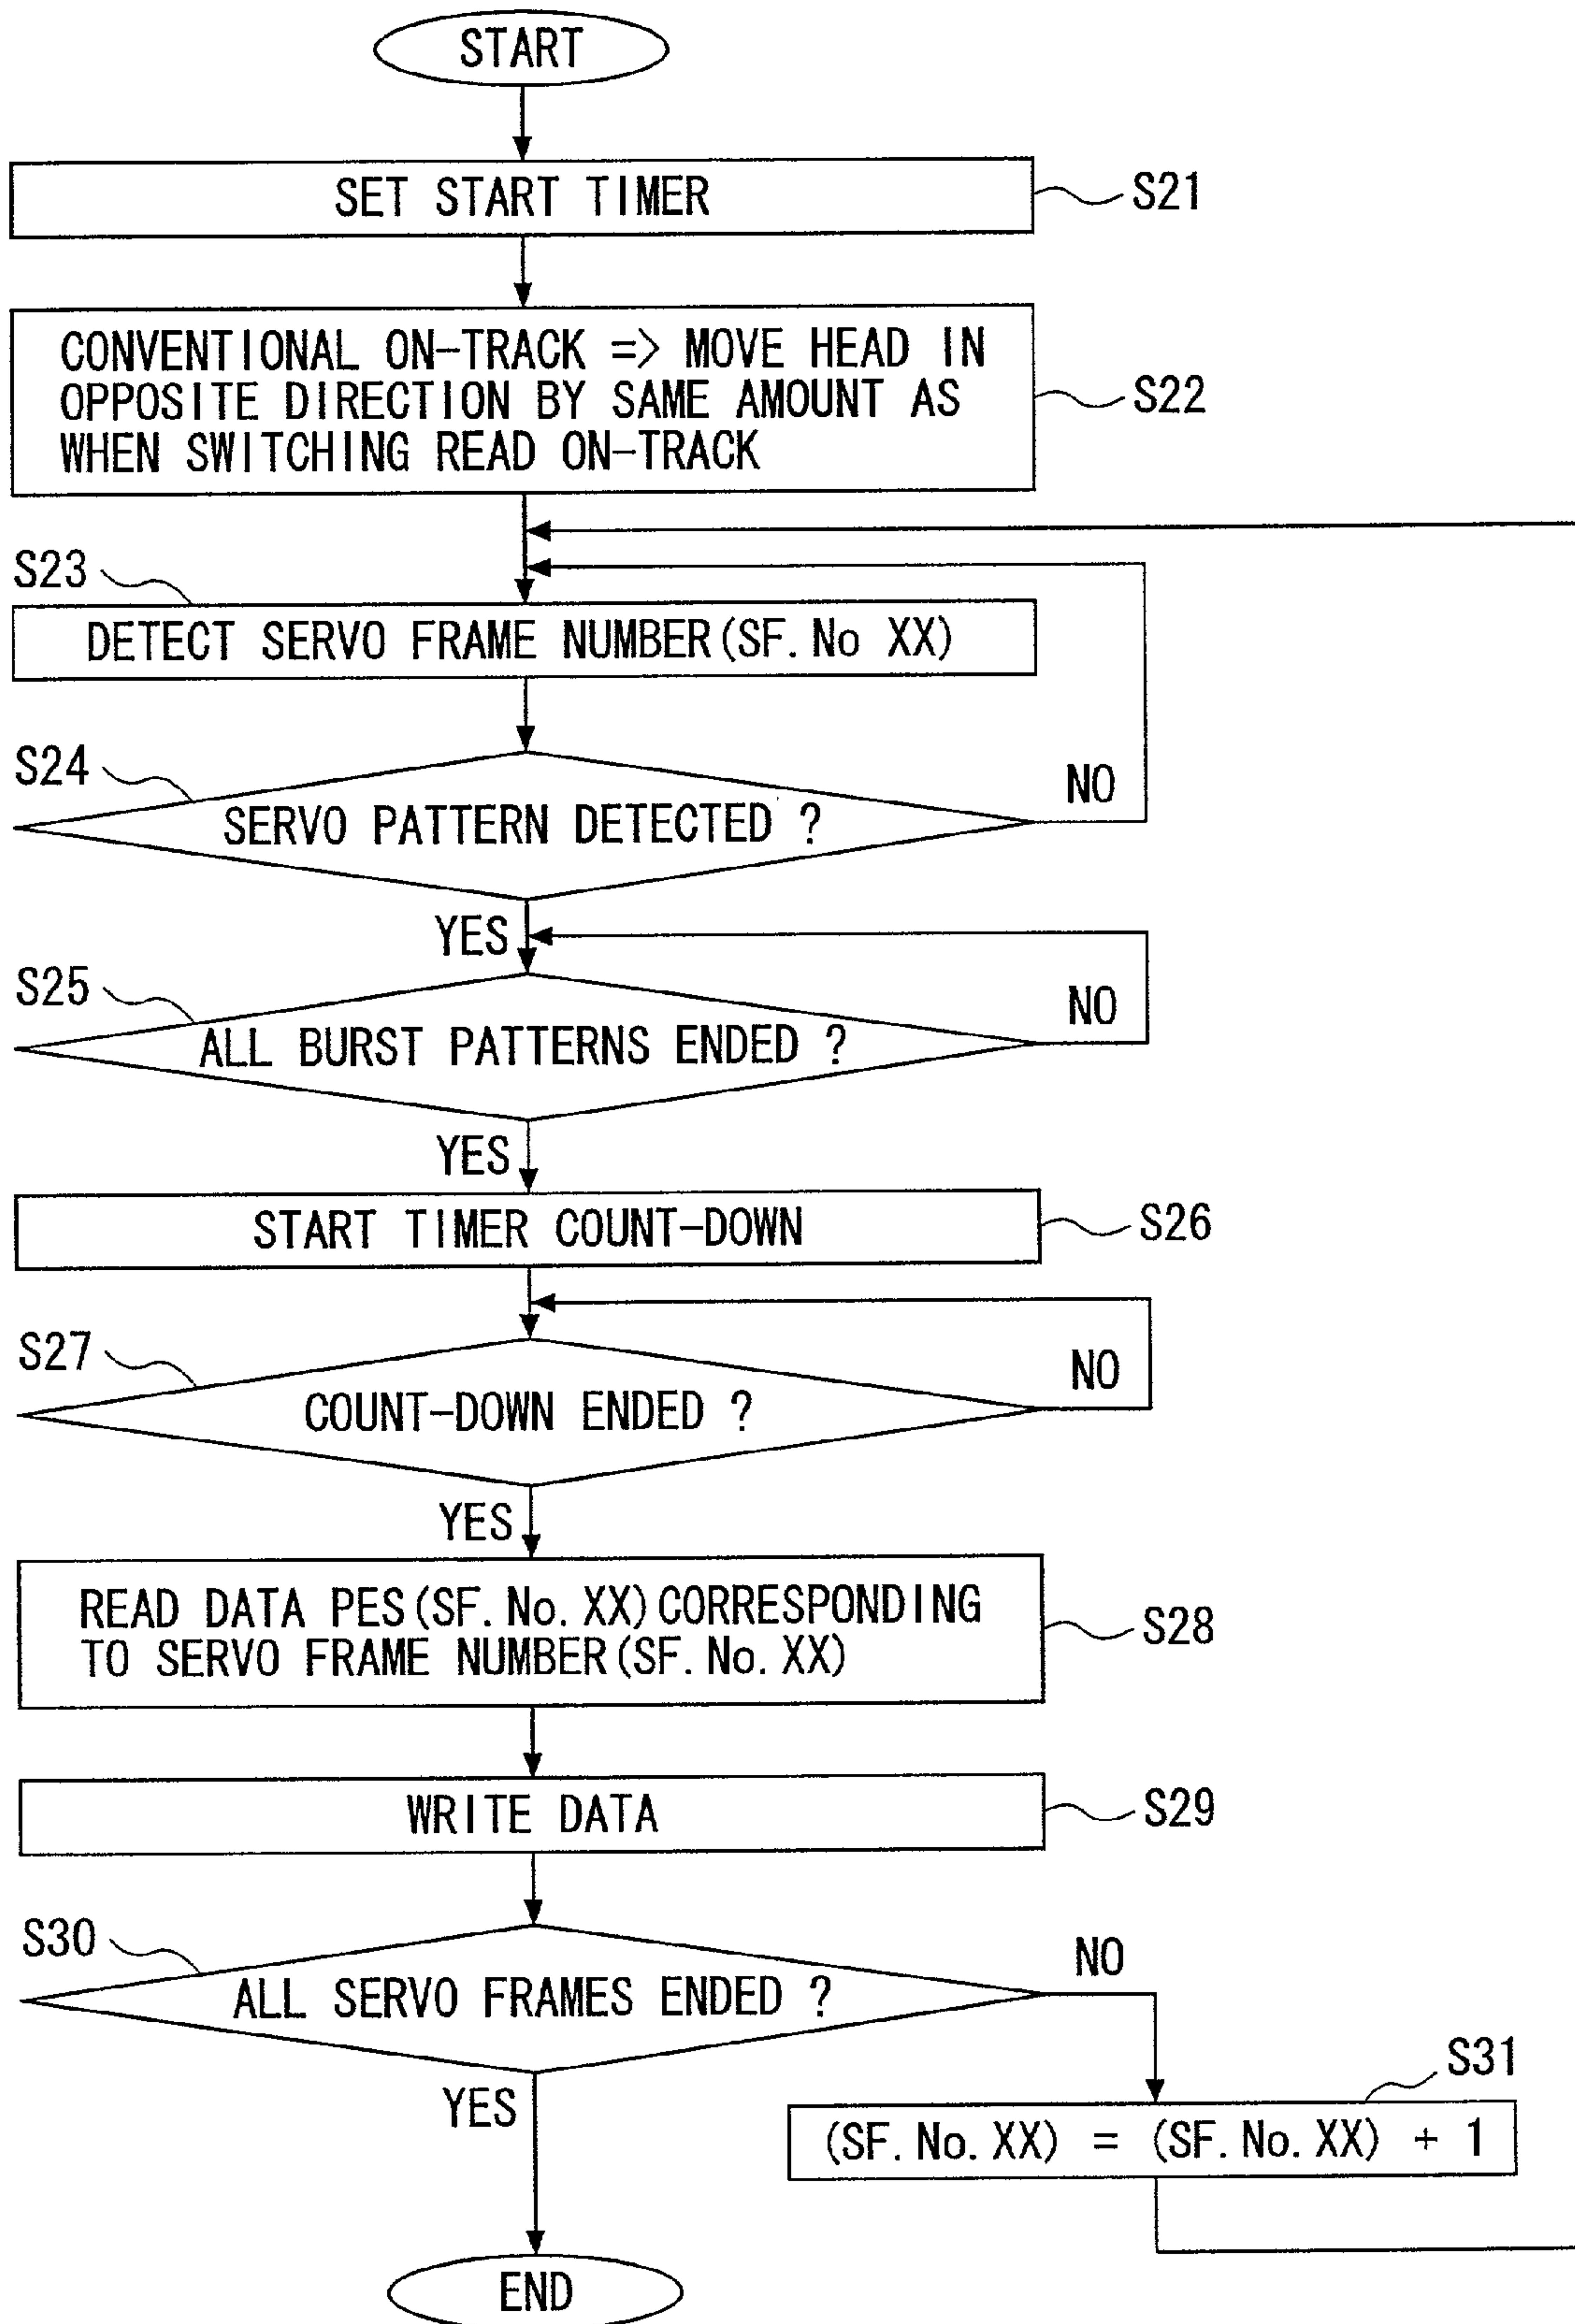 START
SET START TIMER
S21
CONVENTIONAL ON-TRACK => MOVE HEAD IN
OPPOSITE DIRECTION BY SAME AMOUNT AS
WHEN SWITCHING READ ON-TRACK
S22
S23
DETECT SERVO FRAME NUMBER(SF. No XX)
S24
SERVO PATTERN DETECTED ?
NO
YES
S25
ALL BURST PATTERNS ENDED ?
NO
YES
START TIMER COUNT-DOWN
S26
S27
COUNT-DOWN ENDED ?
NO
YES
READ DATA PES(SF. No. XX)CORRESPONDING
TO SERVO FRAME NUMBER(SF. No. XX)
S28
WRITE DATA
S29
S30
ALL SERVO FRAMES ENDED ?
NO
YES
S31
(SF. No. XX) = (SF. No. XX) + 1
END